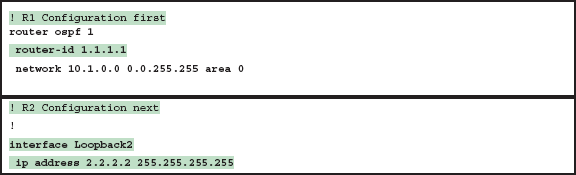 ! R1 Configuration first
router ospf 1
 router-id 1.1.1.1
 network 10.1.0.0 0.0.255.255 area 0
! R2 Configuration next
!
interface Loopback2
 ip address 2.2.2.2 255.255.255.255